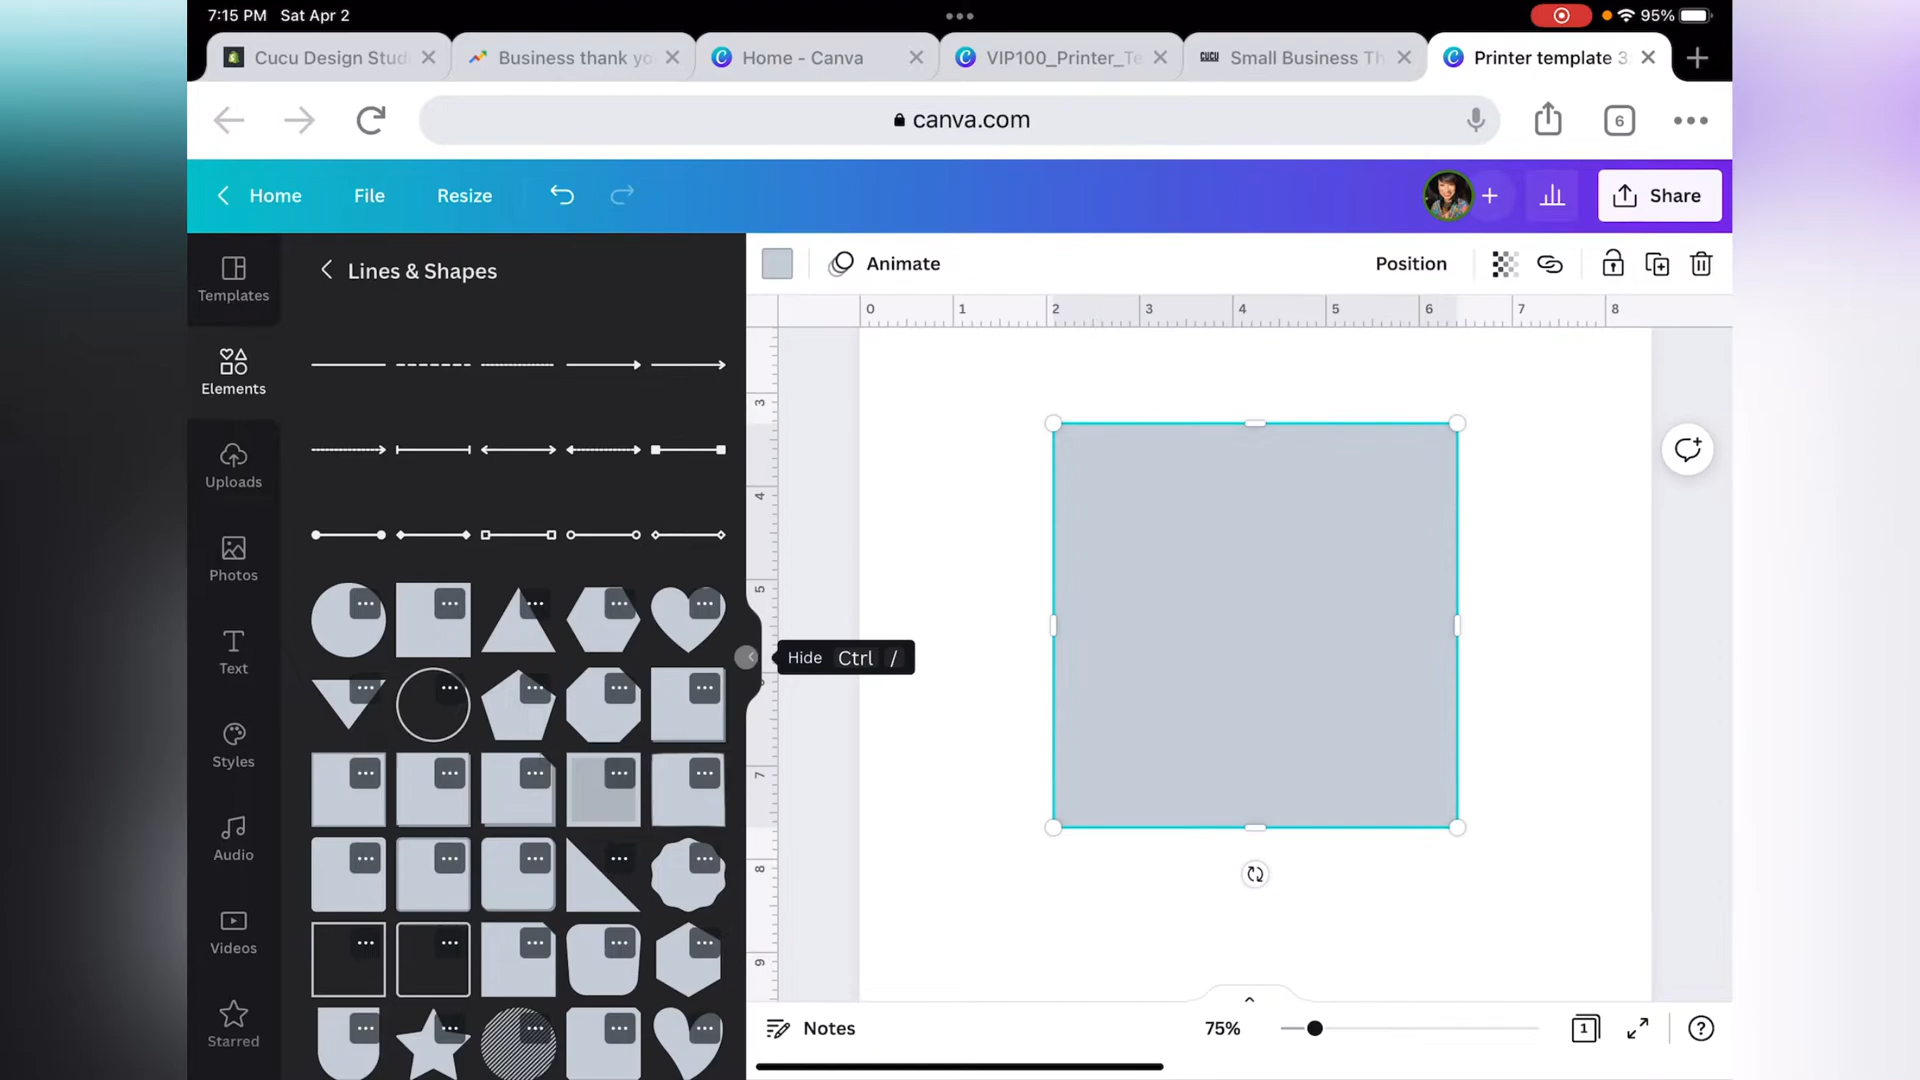 7:15 PM Sat Apr 2
95%
Cucu Design Stud
Business thank yo
Home - Canva
VIP100_Printer_Te
CUCU
Small Business Th
Printer template 3
canva.com
6
Home
File
Resize
Share
Templates
Elements
Uploads
Photos
Text
Styles
Audio
Videos
Starred
Lines & Shapes
Animate
Position
0 1 2 3 4 5 6 7 8
3
4
5
7
8
9
Hide Ctrl /
Notes
75%
1